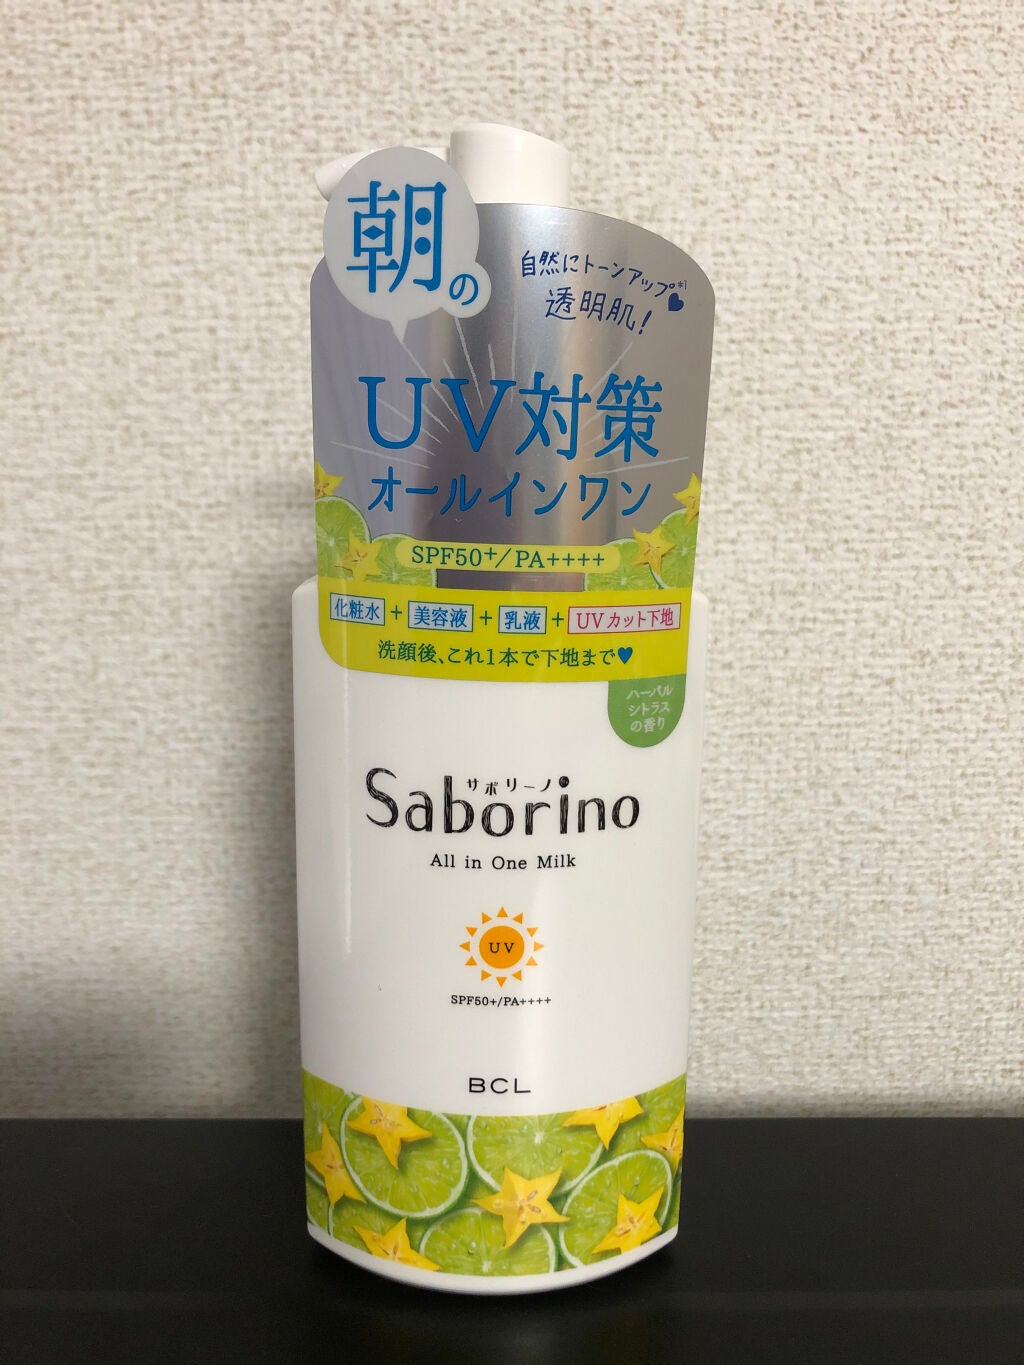 朝の
自然にトーンアップ*1♥
透明肌!
UV対策
オールインワン
SPF50+/PA++++
化粧水+美容液+乳液+UVカット下地
洗顔後、これ1本で下地まで♥
ハーバル
シトラス
の香り
サボリーノ
Saborino
All in One Milk
UV
SPF50+/PA++++
BCL